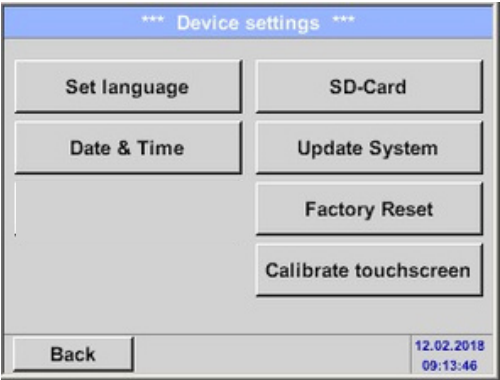 *** Device settings ***
Set language
SD-Card
Date & Time
Update System
Factory Reset
Calibrate touchscreen
Back
12.02.2018
09:13:46